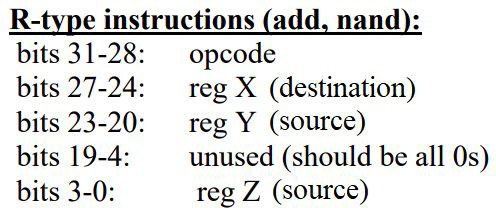 R-type instructions (add, nand):
bits 31-28: opcode
bits 27-24: reg X (destination)
bits 23-20: reg Y (source)
bits 19-4: unused (should be all 0s)
bits 3-0: reg Z (source)